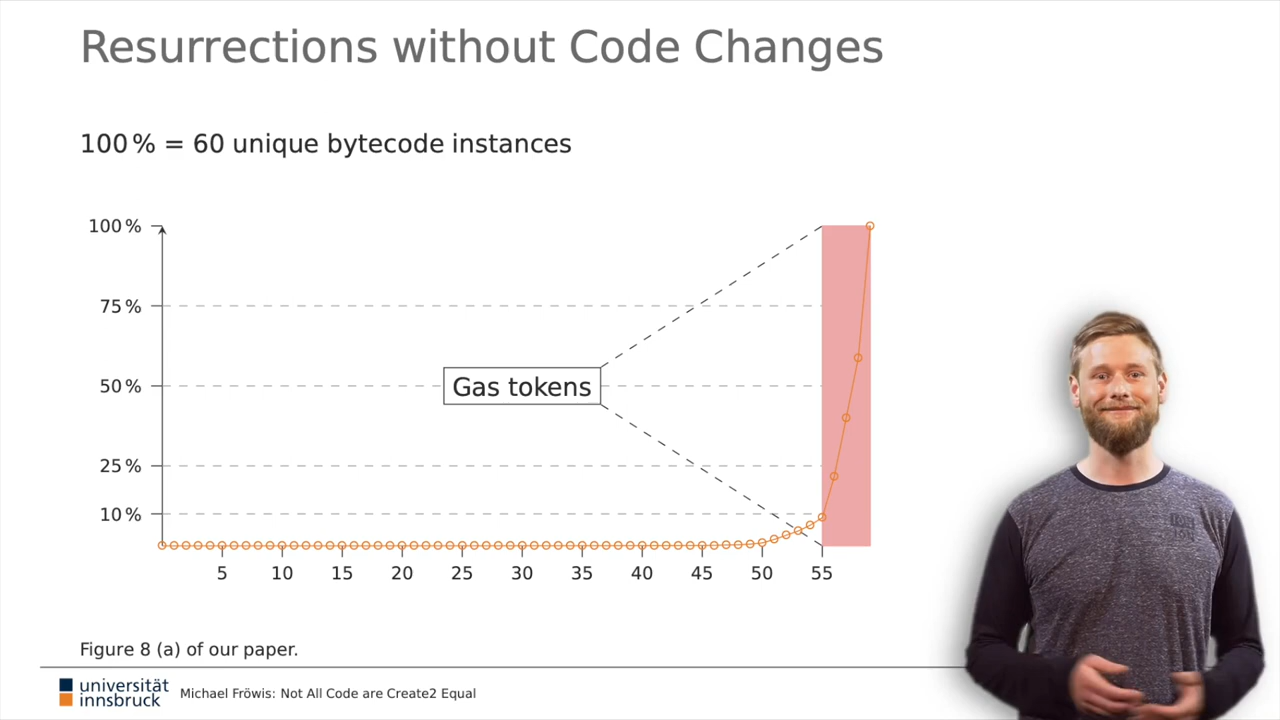 Resurrections without Code Changes
100 % = 60 unique bytecode instances
100 %
75 %
50 %
25 %
10 %
Gas tokens
5 10 15 20 25 30 35 40 45 50 55
Figure 8 (a) of our paper.
universität
innsbruck
Michael Fröwis: Not All Code are Create2 Equal